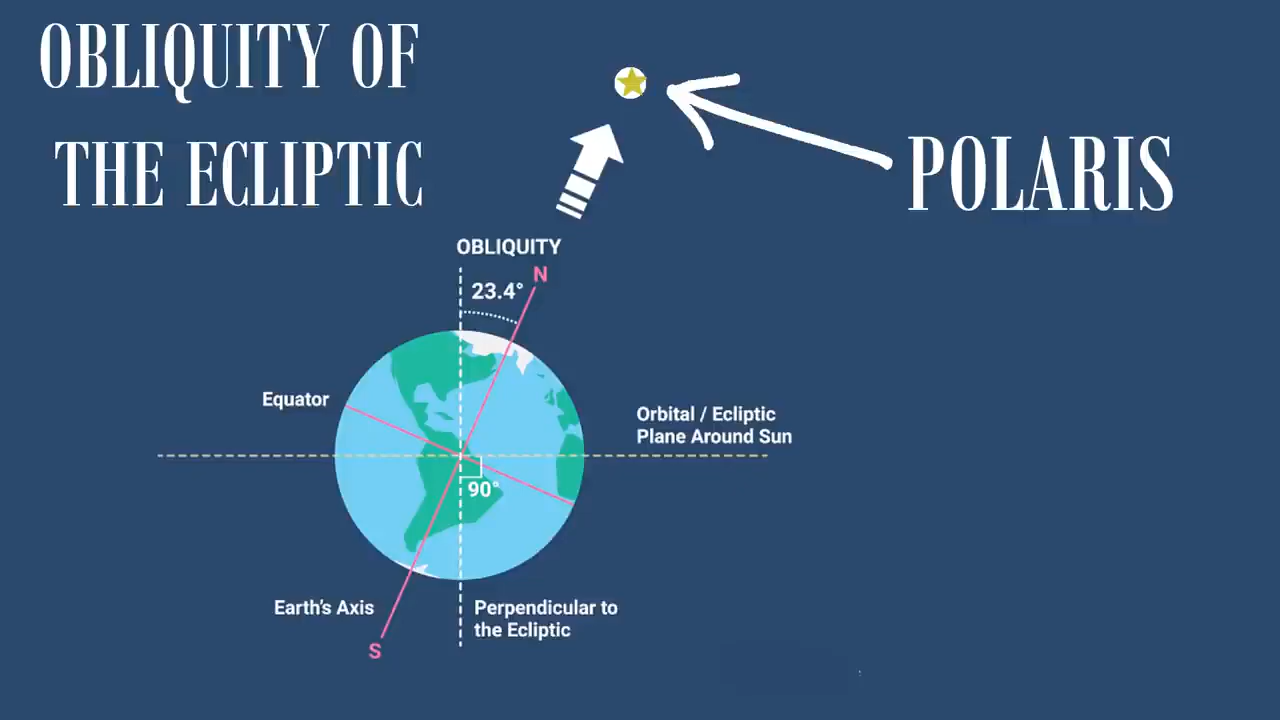 OBLIQUITY OF
THE ECLIPTIC
POLARIS
OBLIQUITY
N
23.4°
Equator
Orbital / Ecliptic
Plane Around Sun
90°
Earth's Axis
Perpendicular to
the Ecliptic
S